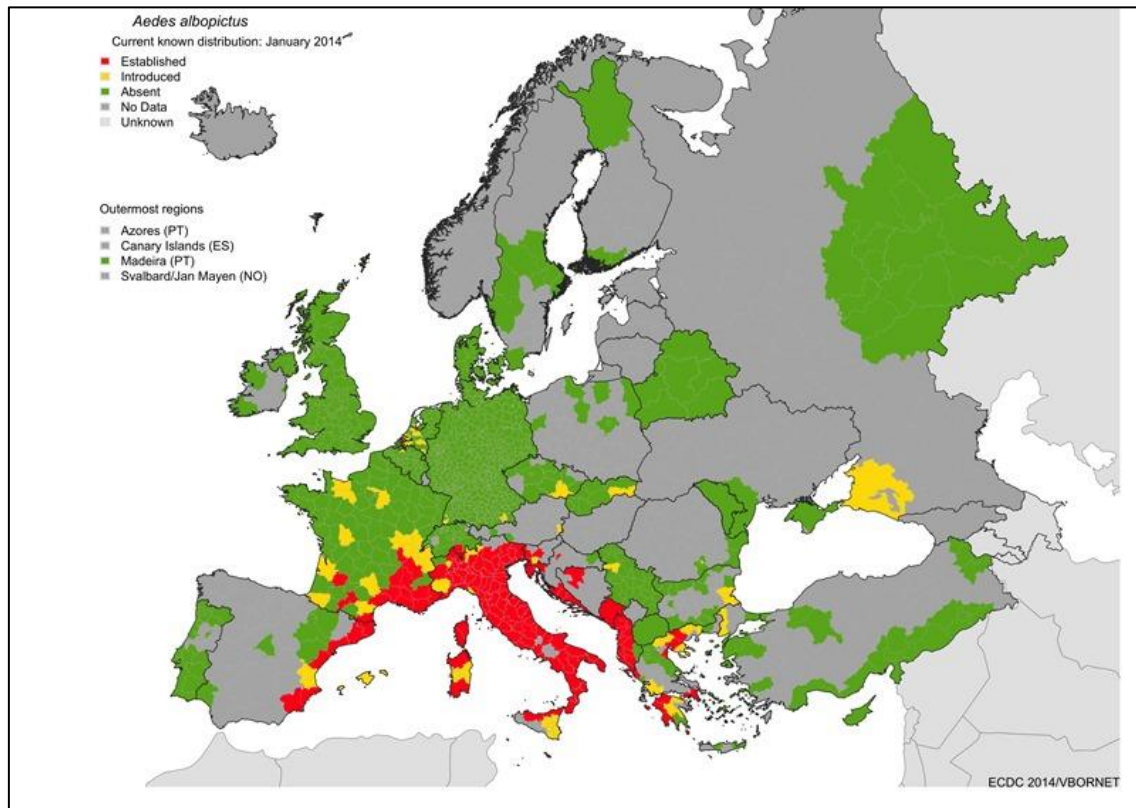 Aedes albopictus
Current known distribution: January 2014
Established
Introduced
Absent
No Data
Unknown
Outermost regions
Azores (PT)
Canary Islands (ES)
Madeira (PT)
Svalbard/Jan Mayen (NO)
ECDC 2014/VBORNET